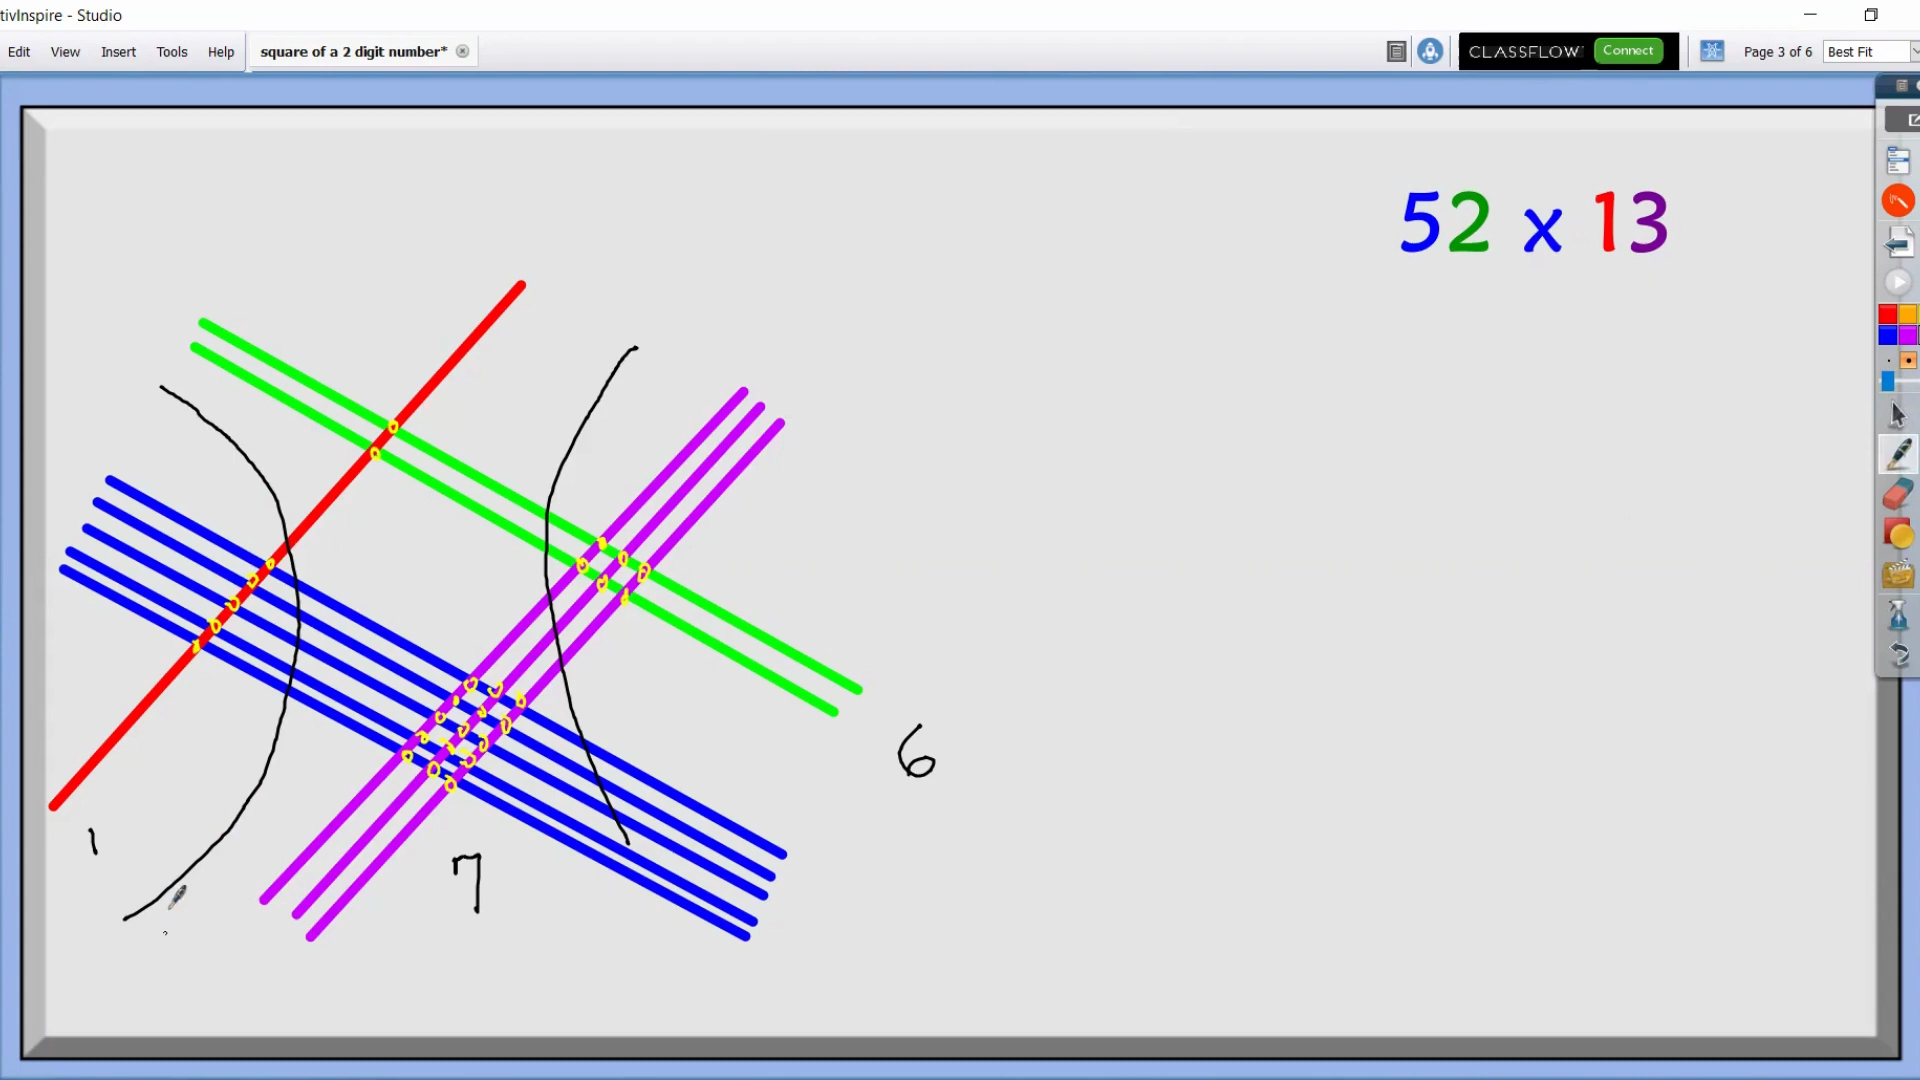 tivInspire - Studio
Edit View Insert Tools Help square of a 2 digit number* CLASSFLOW Connect Page 3 of 6 Best Fit
52 x 13
6
1
7